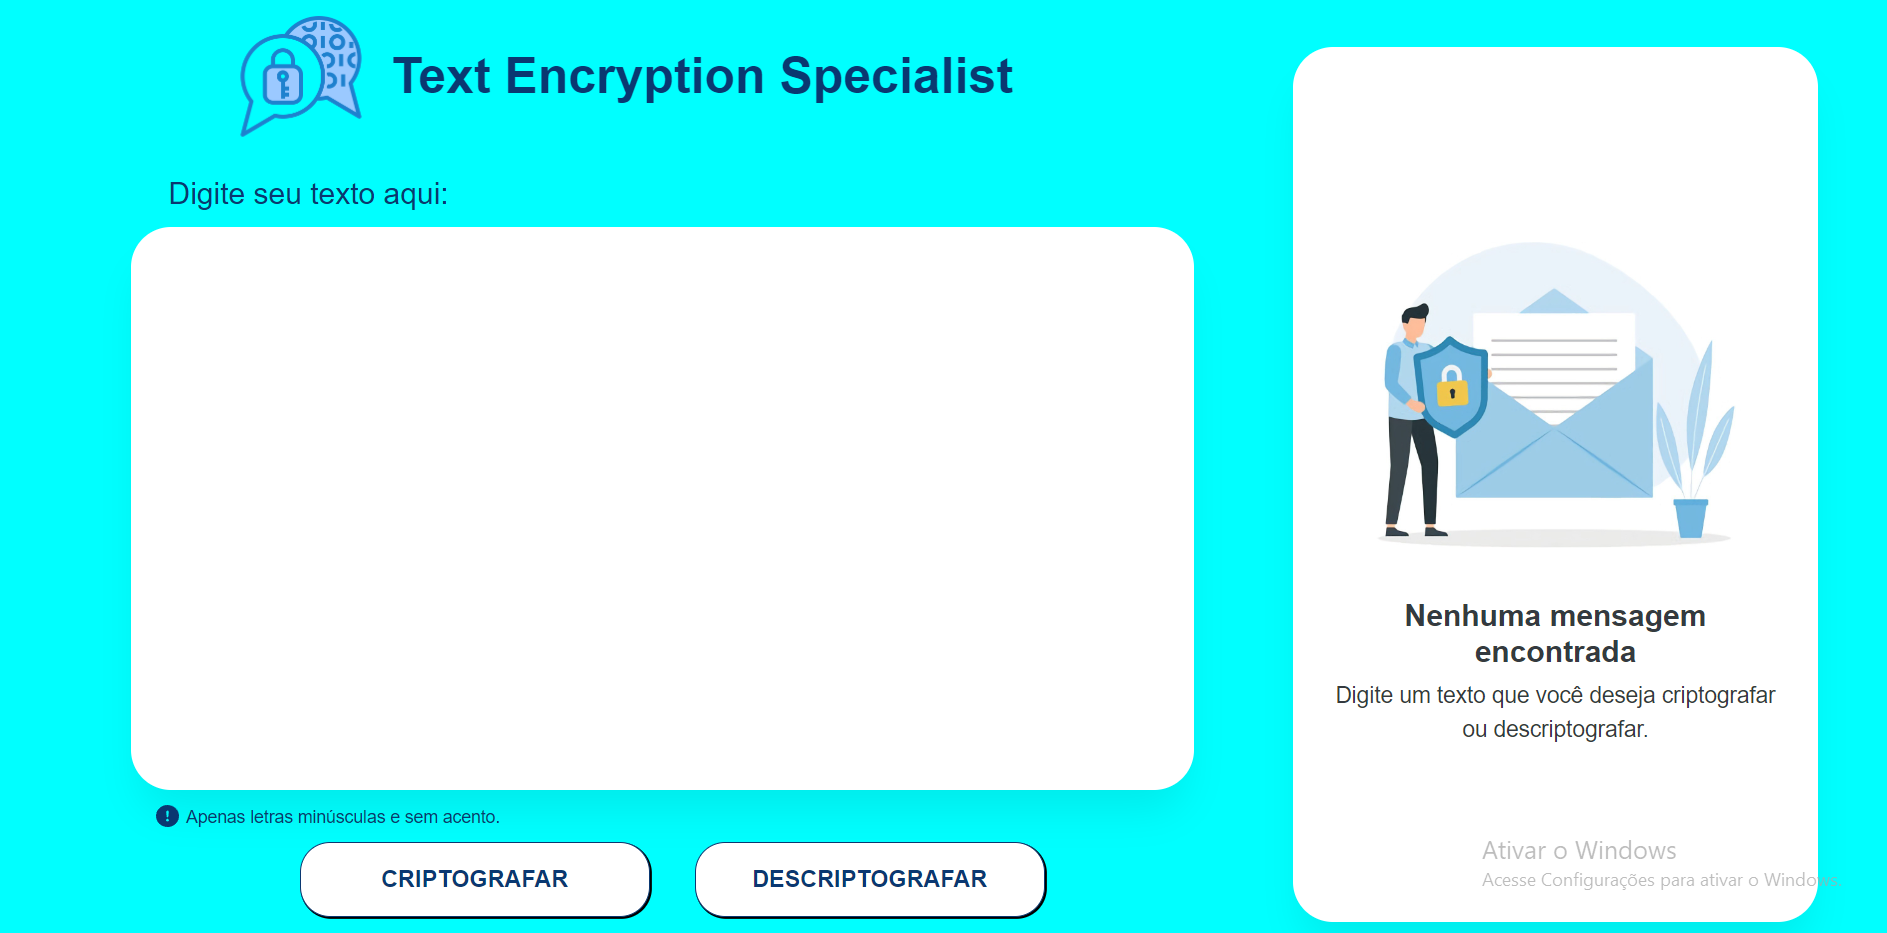 Text Encryption Specialist
Digite seu texto aqui:
Apenas letras minúsculas e sem acento.
CRIPTOGRAFAR
DESCRIPTOGRAFAR
Nenhuma mensagem
encontrada
Digite um texto que você deseja criptografar
ou descriptografar.
Ativar o Windows
Acesse Configurações para ativar o Windows.